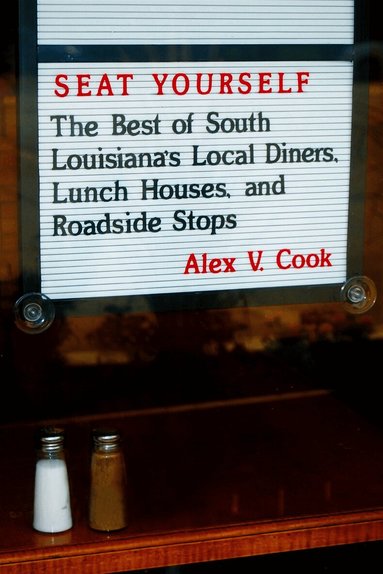 SEAT YOURSELF
The Best of South
Louisiana's Local Diners,
Lunch Houses, and
Roadside Stops
Alex V. Cook